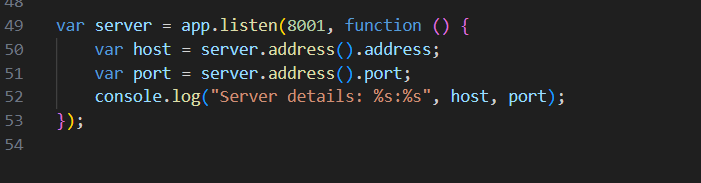 48
49 var server = app.listen(8001, function () {
50     var host = server.address().address;
51     var port = server.address().port;
52     console.log("Server details: %s:%s", host, port);
53 });
54